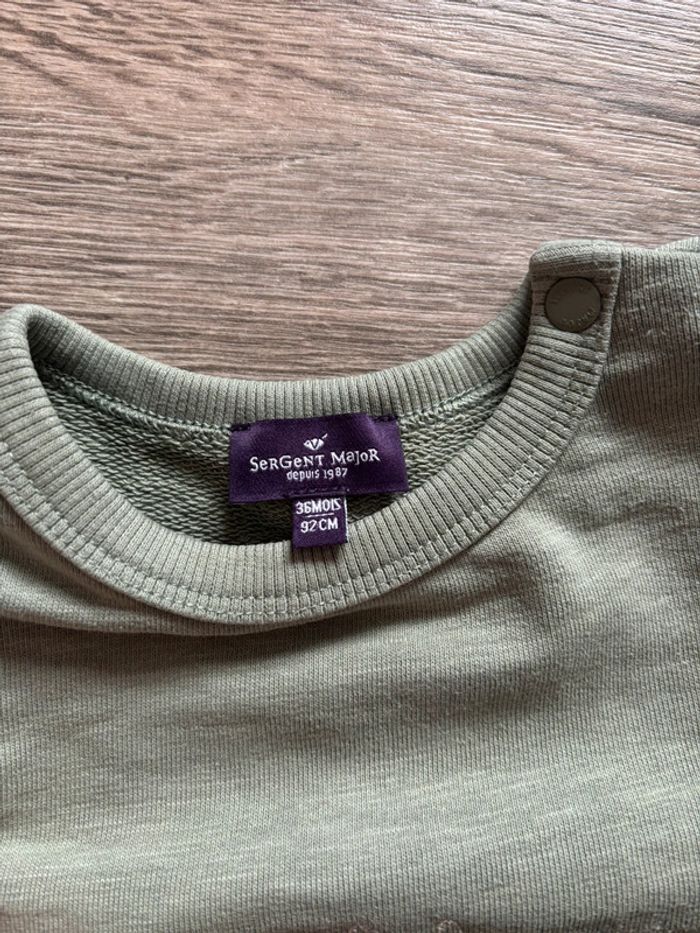 SerGent MajoR
depuis 1987
36MOIS
92CM